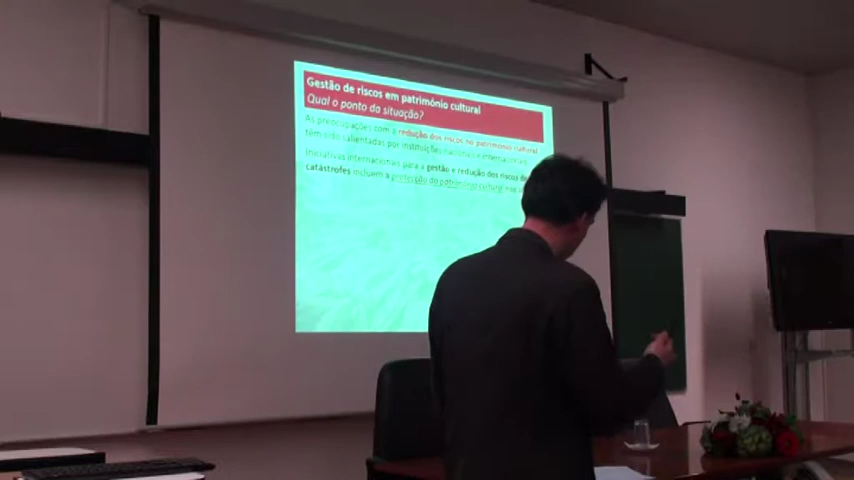 Gestão de riscos em património cultural
Qual o ponto da situação?
As preocupações com a redução dos riscos no património cultural
têm sido salientadas por instituições nacionais e internacionais.
Iniciativas internacionais para a gestão e redução dos riscos de
catástrofes incluem a protecção do património cultural